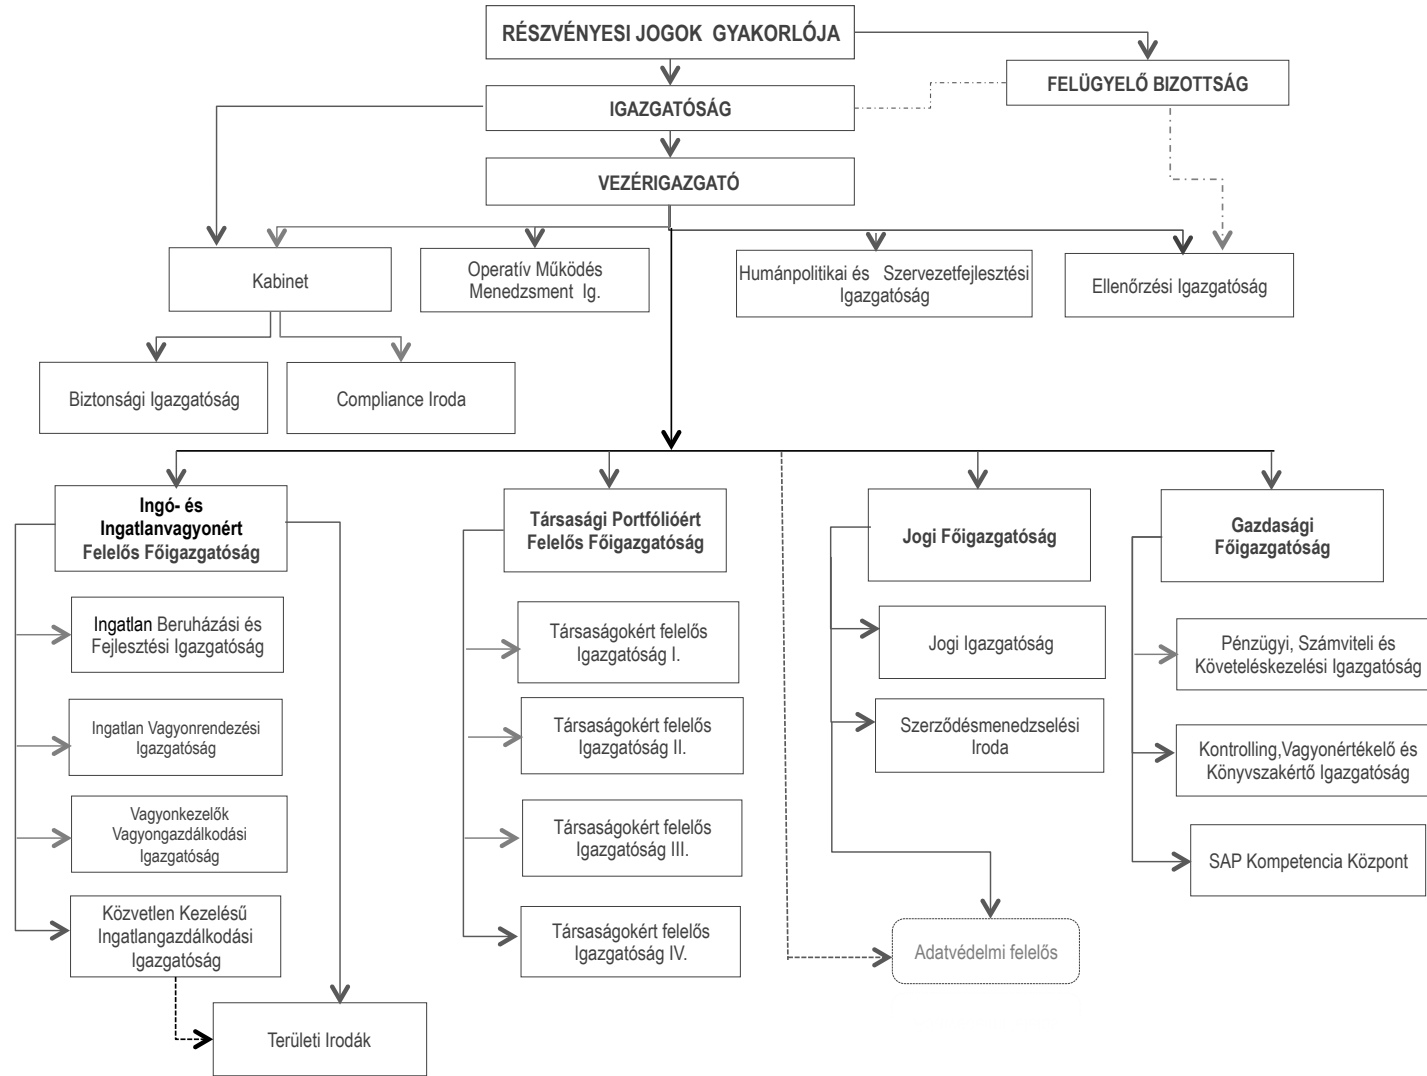 RÉSZVÉNYESI JOGOK GYAKORLÓJA
FELÜGYELŐ BIZOTTSÁG
IGAZGATÓSÁG
VEZÉRIGAZGATÓ
Kabinet
Operatív Működés
Menedzsment Ig.
Humánpolitikai és Szervezetfejlesztési
Igazgatóság
Ellenőrzési Igazgatóság
Biztonsági Igazgatóság
Compliance Iroda
Ingó- és
Ingatlanvagyonért
Felelős Főigazgatóság
Társasági Portfólióért
Felelős Főigazgatóság
Jogi Főigazgatóság
Gazdasági
Főigazgatóság
Ingatlan Beruházási és
Fejlesztési Igazgatóság
Ingatlan Vagyonrendezési
Igazgatóság
Vagyonkezelők
Vagyongazdálkodási
Igazgatóság
Közvetlen Kezelésű
Ingatlangazdálkodási
Igazgatóság
Területi Irodák
Társaságokért felelős
Igazgatóság I.
Társaságokért felelős
Igazgatóság II.
Társaságokért felelős
Igazgatóság III.
Társaságokért felelős
Igazgatóság IV.
Jogi Igazgatóság
Szerződésmenedzselési
Iroda
Adatvédelmi felelős
Pénzügyi, Számviteli és
Követeléskezelési Igazgatóság
Kontrolling,Vagyonértékelő és
Könyvszakértő Igazgatóság
SAP Kompetencia Központ